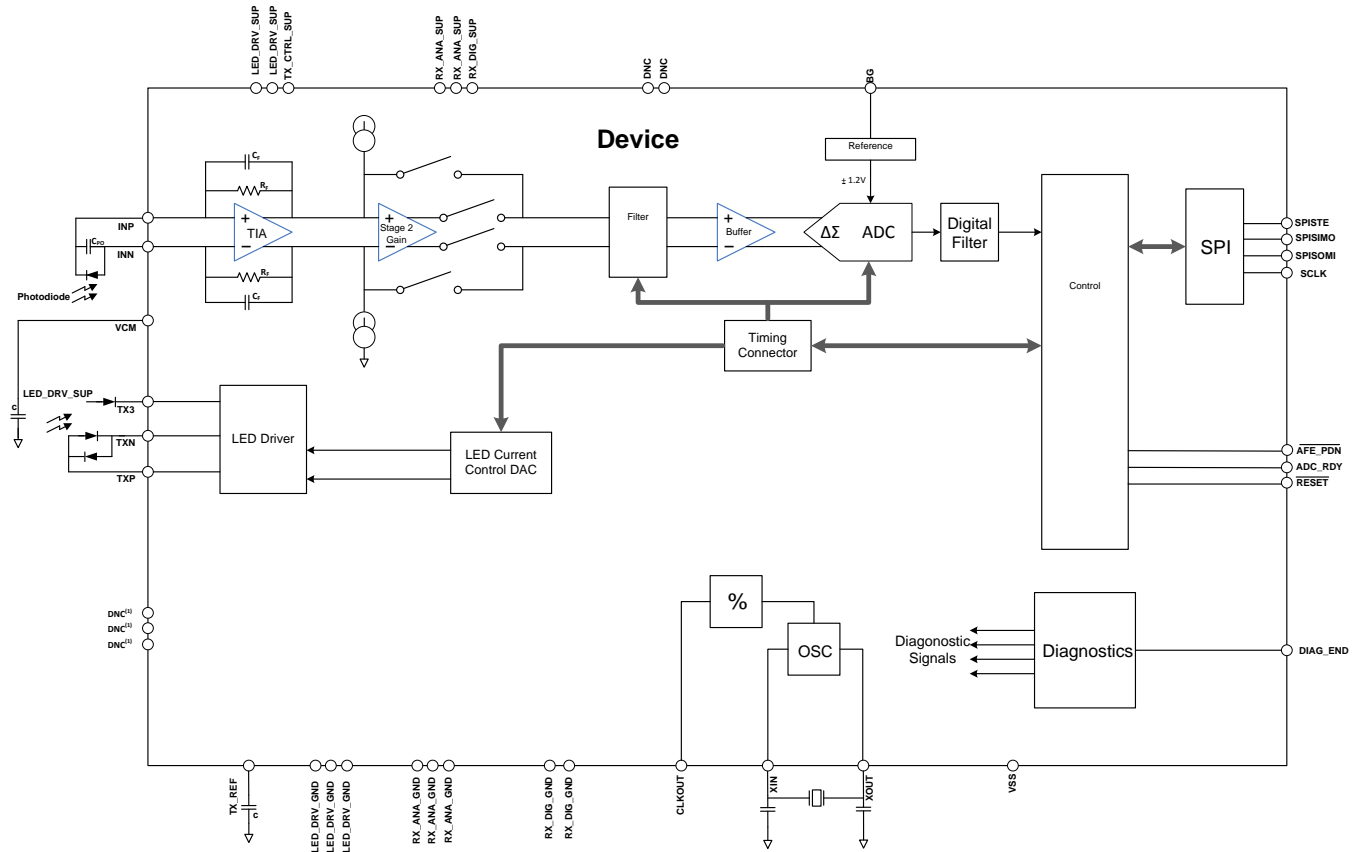 LED_DRV_SUP
LED_DRV_SUP
TX_CTRL_SUP
RX_ANA_SUP
RX_ANA_SUP
RX_DIG_SUP
DNC
DNC
BG
Device
Reference
± 1.2V
CF
RF
INP
INN
TIA
RF
CF
CPO
Photodiode
Stage 2
Gain
Filter
Buffer
ΔΣ ADC
Digital
Filter
Control
SPI
SPISTE
SPISIMO
SPISOMI
SCLK
VCM
C
Timing
Connector
LED_DRV_SUP
TX3
TXN
TXP
LED Driver
LED Current
Control DAC
AFE_PDN
ADC_RDY
RESET
DNC(1)
DNC(1)
DNC(1)
%
OSC
Diagonostic
Signals
Diagnostics
DIAG_END
TX_REF
C
LED_DRV_GND
LED_DRV_GND
LED_DRV_GND
RX_ANA_GND
RX_ANA_GND
RX_ANA_GND
RX_DIG_GND
RX_DIG_GND
CLKOUT
XIN
XOUT
VSS